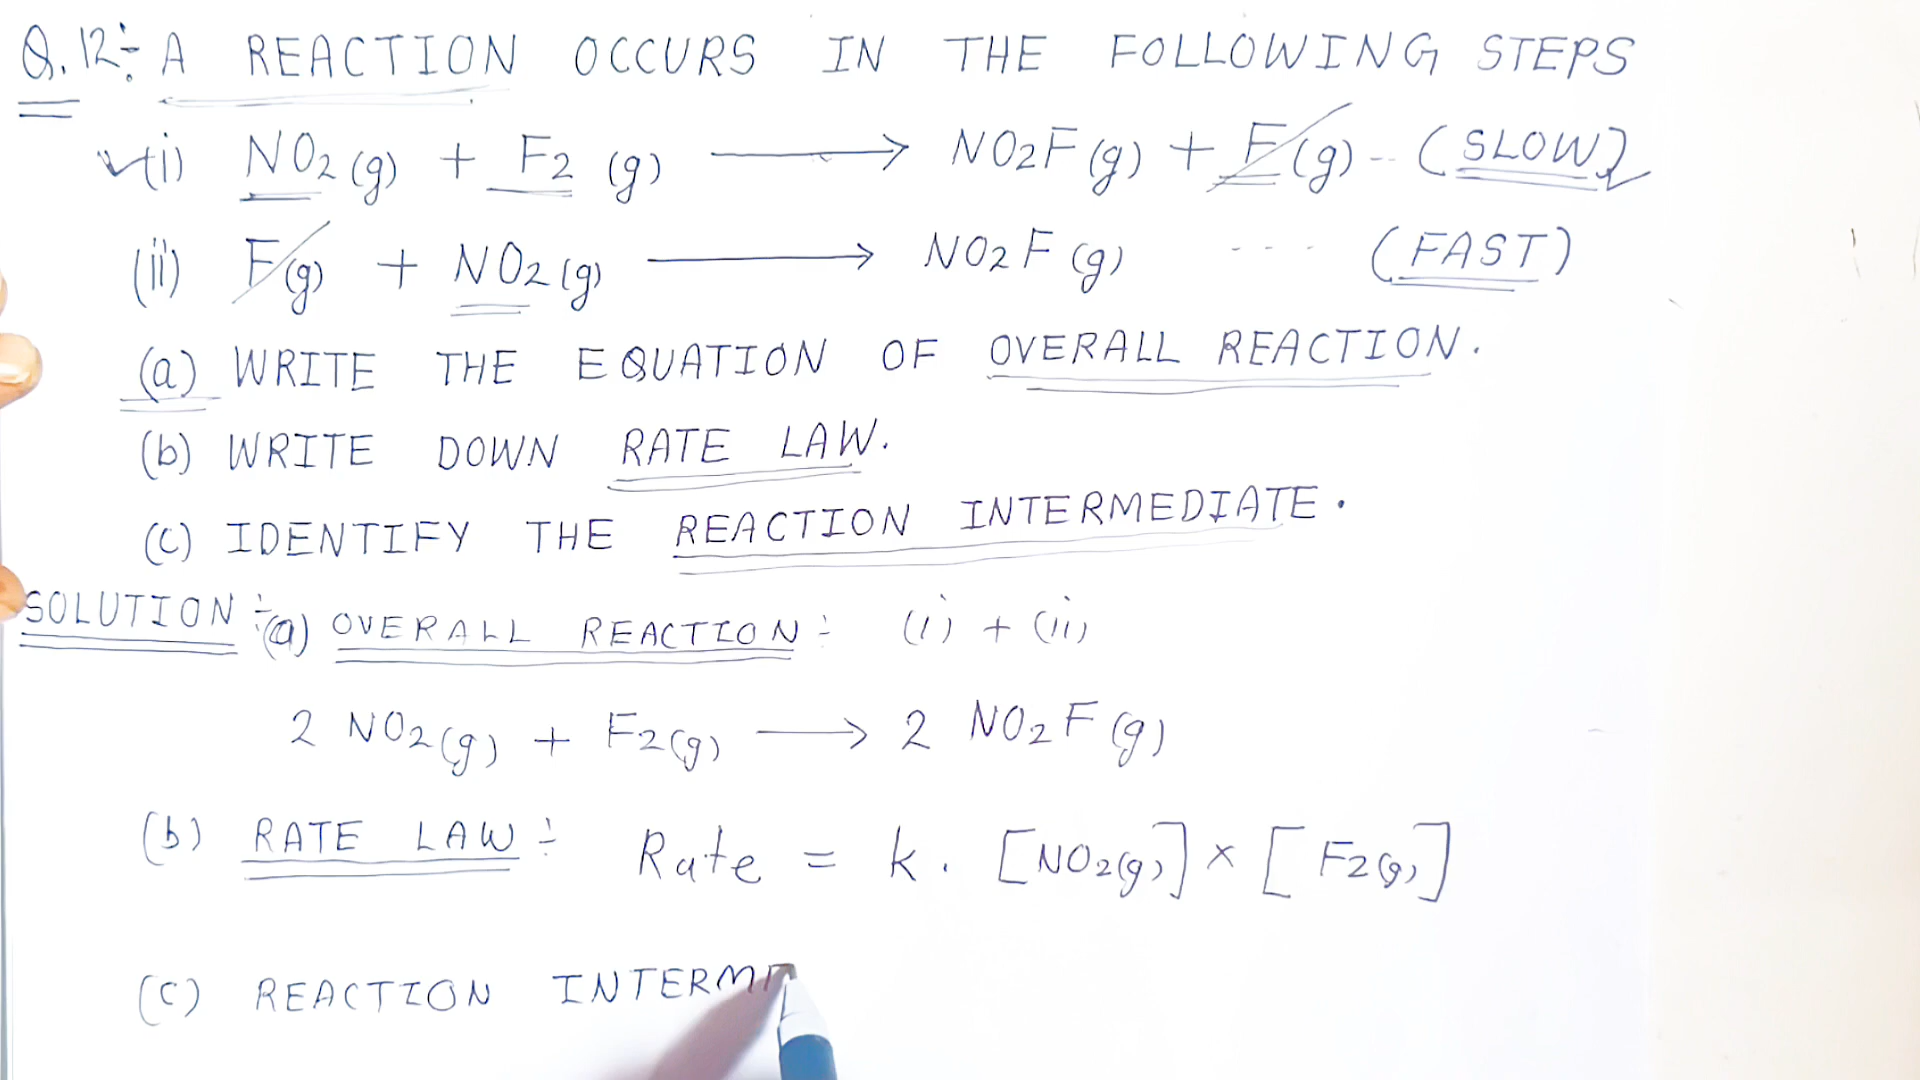 Q.12÷ A REACTION OCCURS IN THE FOLLOWING STEPS
(i) NO2(g) + F2 (g) ⟶ NO2F(g) + F(g) -- (SLOW)
(ii) F(g) + NO2(g) ⟶ NO2F(g) ---- (FAST)
(a) WRITE THE EQUATION OF OVERALL REACTION.
(b) WRITE DOWN RATE LAW.
(c) IDENTIFY THE REACTION INTERMEDIATE.
SOLUTION÷(a) OVERALL REACTION÷ (i) + (ii)
2 NO2(g) + F2(g) ⟶ 2 NO2F(g)
(b) RATE LAW÷ Rate = k. [NO2(g)] × [F2(g)]
(c) REACTION INTERM